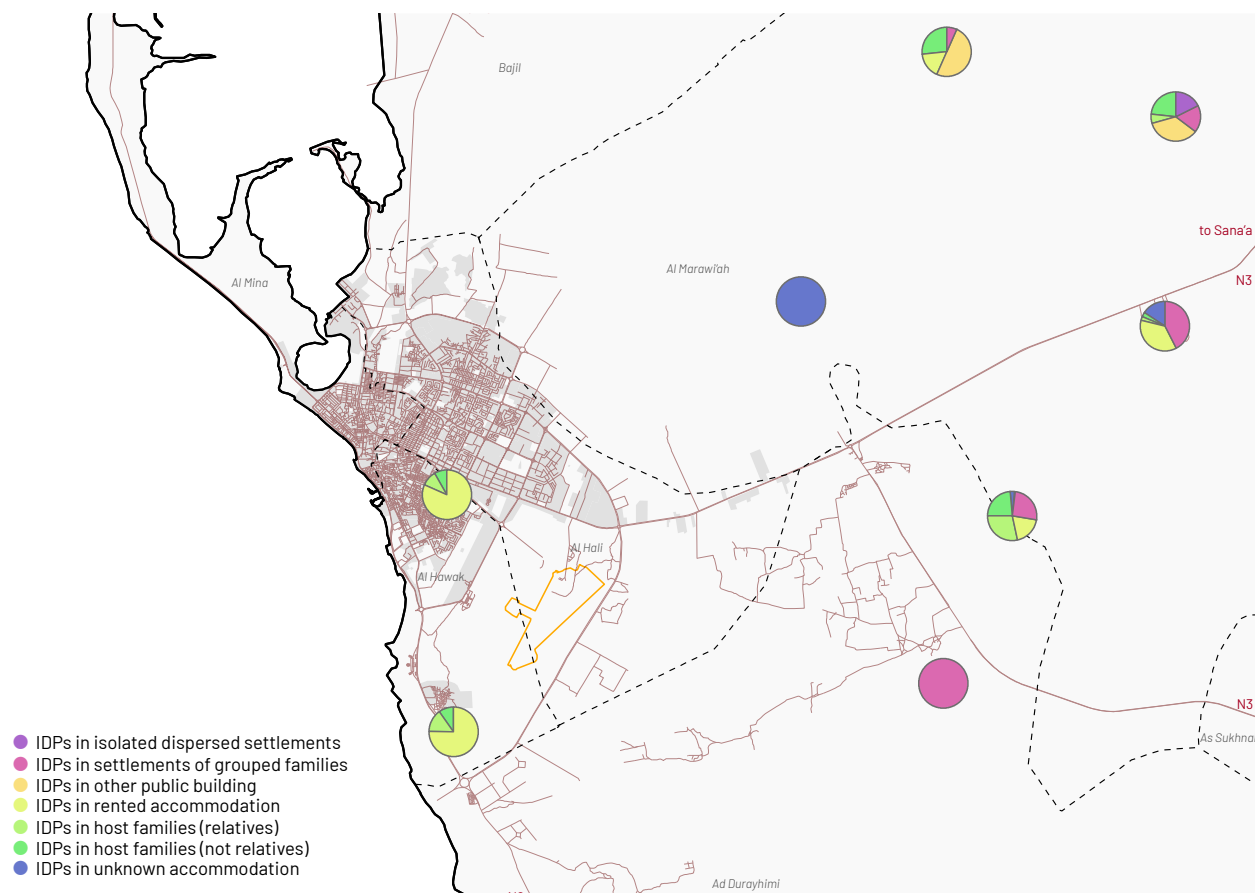 Bajil
to Sana'a
Al Marawi'ah
N3
Al Mina
Al Hali
Al Hawak
N3
As Sukhna
IDPs in isolated dispersed settlements
IDPs in settlements of grouped families
IDPs in other public building
IDPs in rented accommodation
IDPs in host families (relatives)
IDPs in host families (not relatives)
IDPs in unknown accommodation
Ad Durayhimi